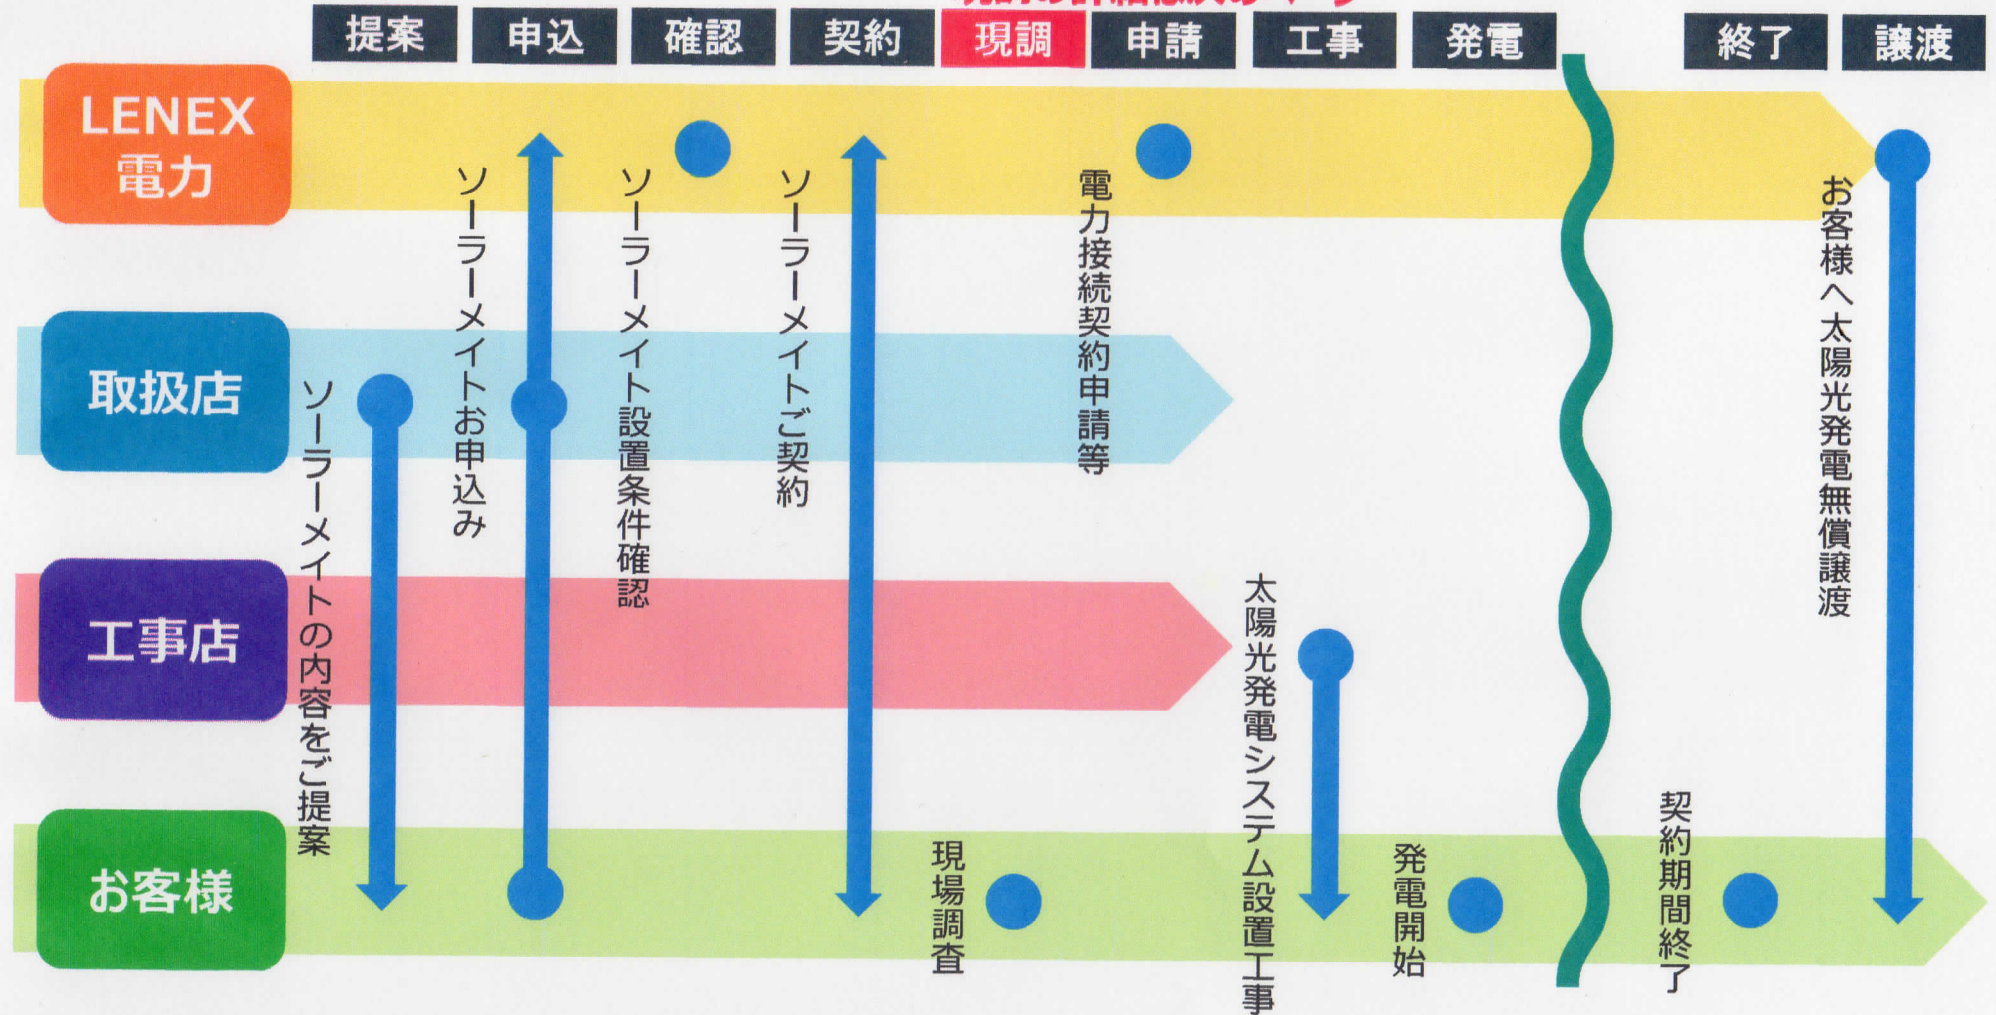 提案
申込
確認
契約
現調
申請
工事
発電
終了
譲渡
LENEX
電力
取扱店
工事店
お客様
ソーラーメイトの内容をご提案
ソーラーメイトお申込み
ソーラーメイト設置条件確認
ソーラーメイトご契約
現場調査
電力接続契約申請等
太陽光発電システム設置工事
発電開始
契約期間終了
お客様へ太陽光発電無償譲渡